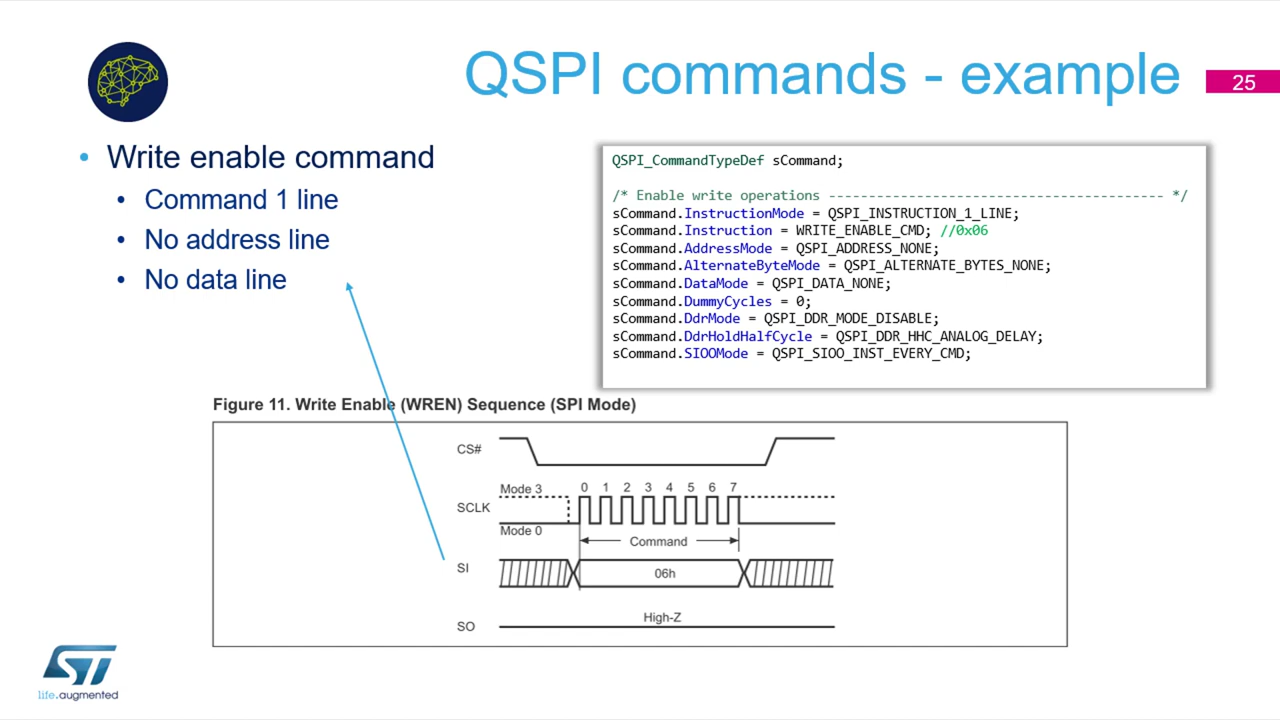 QSPI commands - example
25
• Write enable command
• Command 1 line
• No address line
• No data line
QSPI_CommandTypeDef sCommand;
/* Enable write operations ------------------------------------------ */
sCommand.InstructionMode = QSPI_INSTRUCTION_1_LINE;
sCommand.Instruction = WRITE_ENABLE_CMD; //0x06
sCommand.AddressMode = QSPI_ADDRESS_NONE;
sCommand.AlternateByteMode = QSPI_ALTERNATE_BYTES_NONE;
sCommand.DataMode = QSPI_DATA_NONE;
sCommand.DummyCycles = 0;
sCommand.DdrMode = QSPI_DDR_MODE_DISABLE;
sCommand.DdrHoldHalfCycle = QSPI_DDR_HHC_ANALOG_DELAY;
sCommand.SIOOMode = QSPI_SIOO_INST_EVERY_CMD;
Figure 11. Write Enable (WREN) Sequence (SPI Mode)
CS#
Mode 3
0 1 2 3 4 5 6 7
SCLK
Mode 0
Command
SI
06h
High-Z
SO
ST
life.augmented